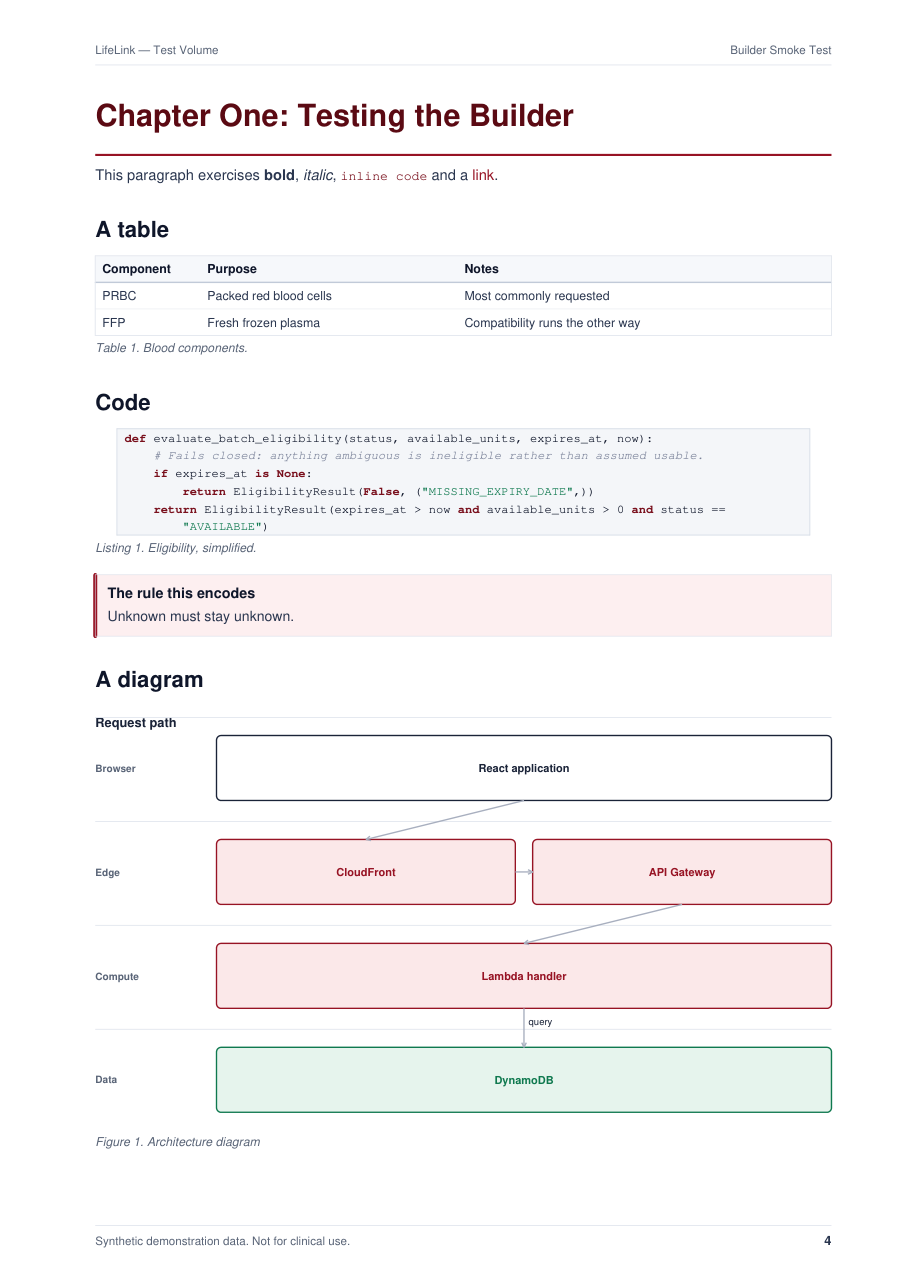 LifeLink — Test Volume
Builder Smoke Test
Chapter One: Testing the Builder
This paragraph exercises bold, italic, inline code and a link.
A table
Component Purpose Notes
PRBC Packed red blood cells Most commonly requested
FFP Fresh frozen plasma Compatibility runs the other way
Table 1. Blood components.
Code
def evaluate_batch_eligibility(status, available_units, expires_at, now):
    # Fails closed: anything ambiguous is ineligible rather than assumed usable.
    if expires_at is None:
        return EligibilityResult(False, ("MISSING_EXPIRY_DATE",))
    return EligibilityResult(expires_at > now and available_units > 0 and status ==
        "AVAILABLE")
Listing 1. Eligibility, simplified.
The rule this encodes
Unknown must stay unknown.
A diagram
Request path
Browser
React application
Edge
CloudFront
API Gateway
Compute
Lambda handler
query
Data
DynamoDB
Figure 1. Architecture diagram
Synthetic demonstration data. Not for clinical use.
4